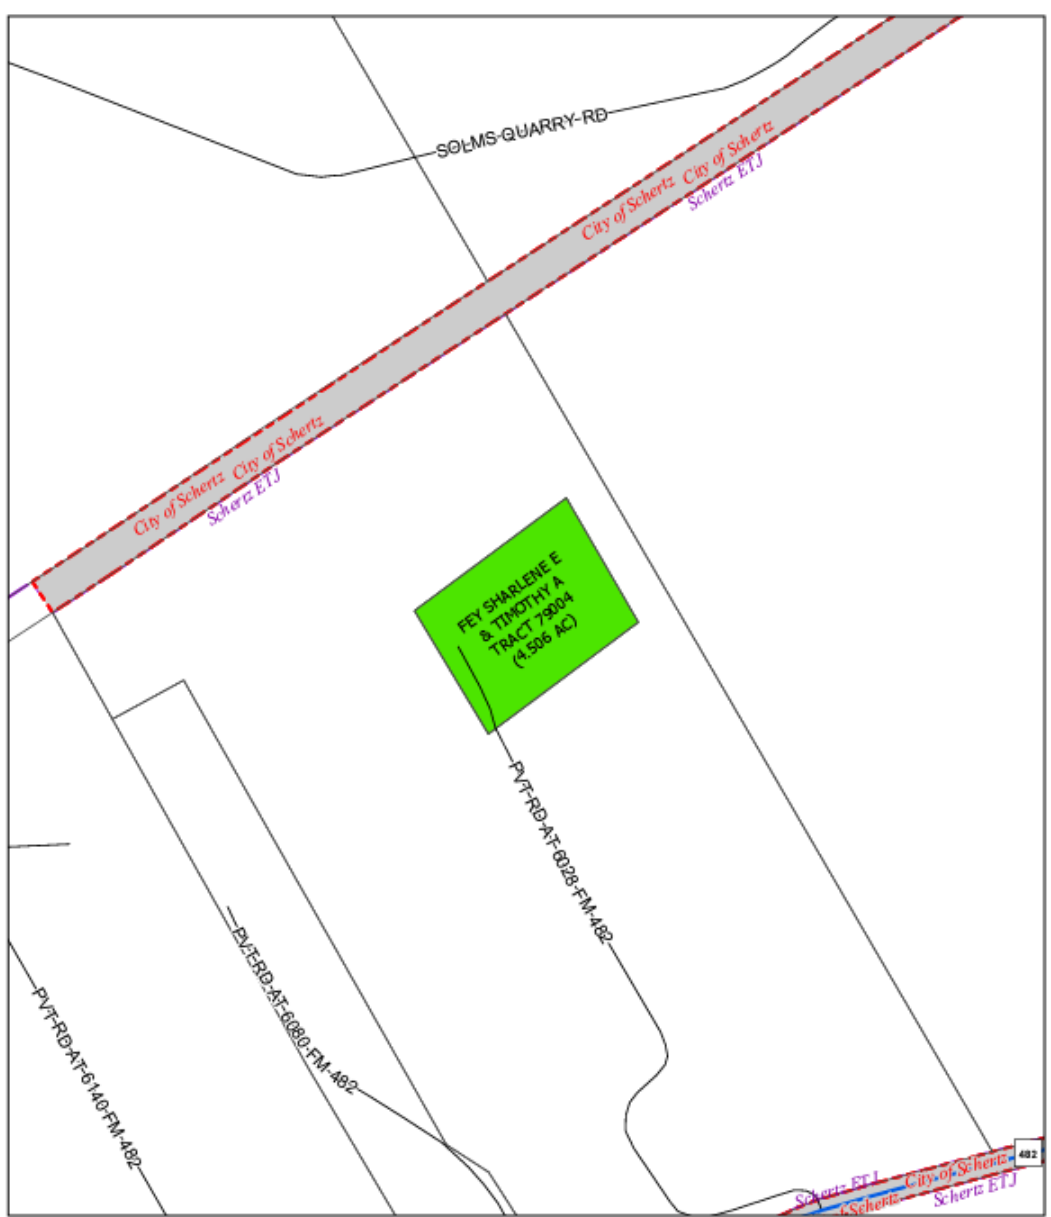 SOLMS-QUARRY-RD
City of Schertz
City of Schertz
Schertz ETJ
City of Schertz
City of Schertz
Schertz ETJ
FEY SHARLENE E
& TIMOTHY A
TRACT 79004
(4.506 AC)
PVT-RD-AT-6028-FM-482
PVT-RD-AT-6080-FM-482
PVT-RD-AT-6140-FM-482
482
City of Schertz
Schertz ETJ
Schertz ETJ
f Schertz